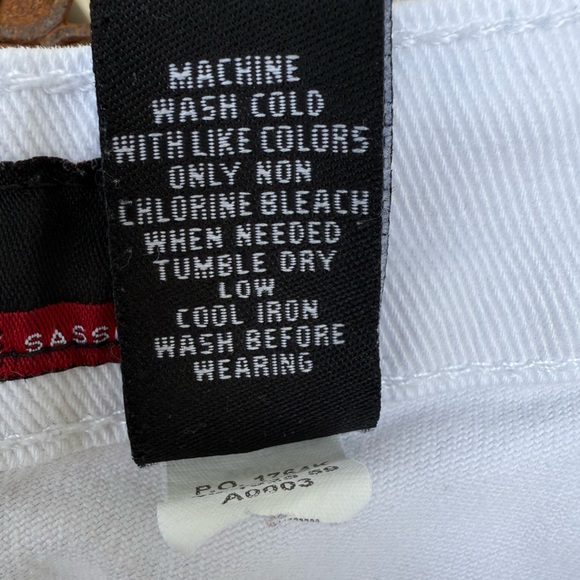 MACHINE
WASH COLD
WITH LIKE COLORS
ONLY NON
CHLORINE BLEACH
WHEN NEEDED
TUMBLE DRY
LOW
COOL IRON
WASH BEFORE
WEARING
SASS
P.O.
59
A0003